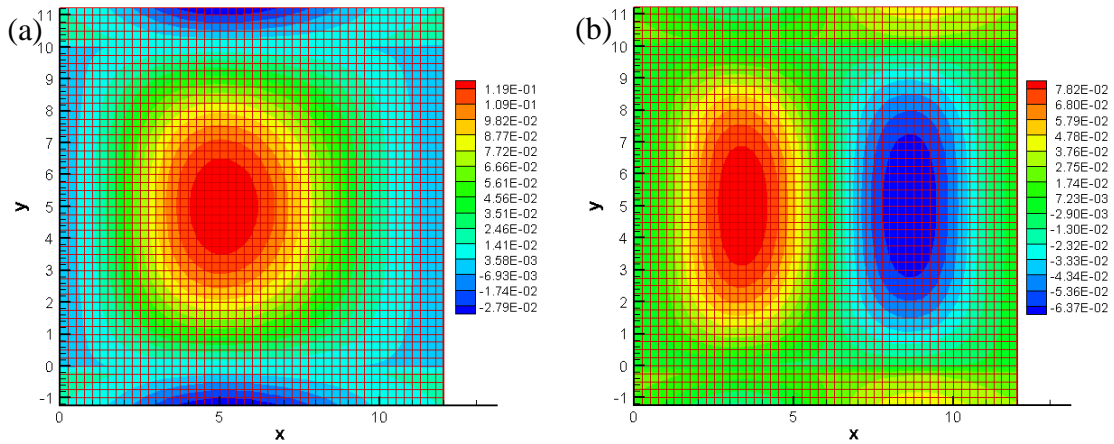 (a)
11
10
9
8
7
6
5
4
3
2
1
0
-1
y
0 5 10
x
1.19E-01
1.09E-01
9.82E-02
8.77E-02
7.72E-02
6.66E-02
5.61E-02
4.56E-02
3.51E-02
2.46E-02
1.41E-02
3.58E-03
-6.93E-03
-1.74E-02
-2.79E-02
(b)
11
10
9
8
7
6
5
4
3
2
1
0
-1
y
0 5 10
x
7.82E-02
6.80E-02
5.79E-02
4.78E-02
3.76E-02
2.75E-02
1.74E-02
7.23E-03
-2.90E-03
-1.30E-02
-2.32E-02
-3.33E-02
-4.34E-02
-5.36E-02
-6.37E-02